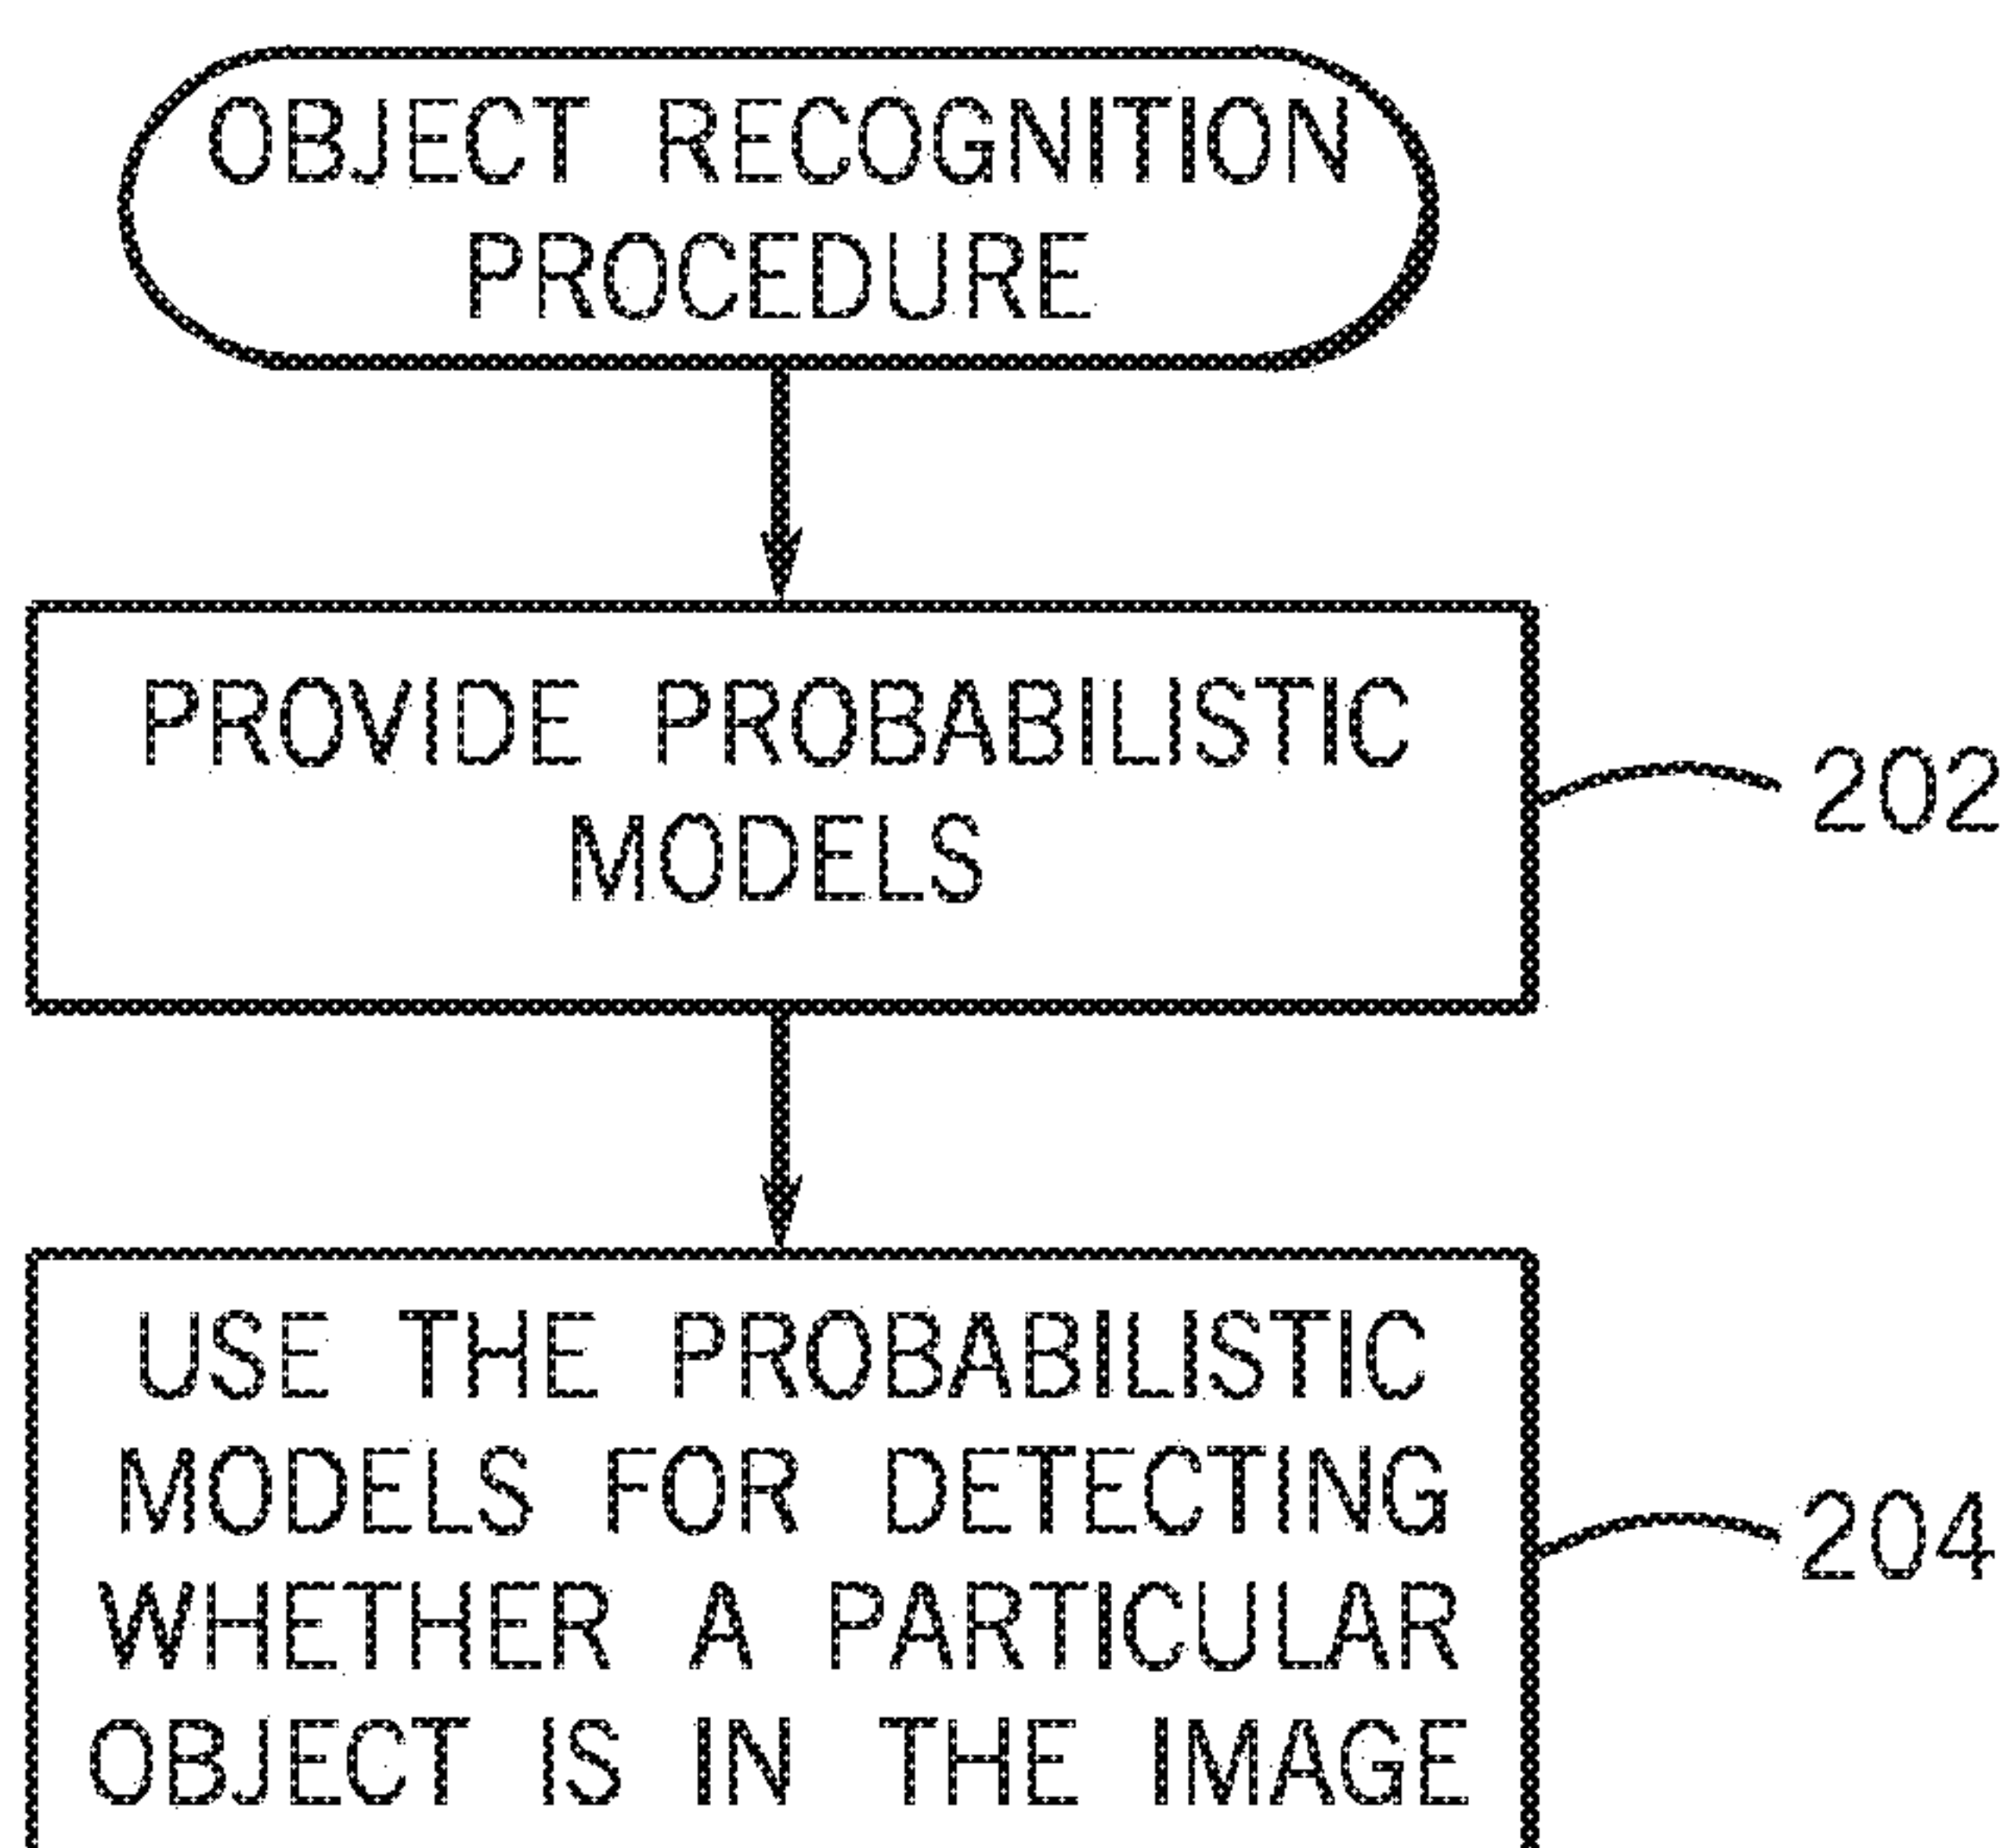 OBJECT RECOGNITION
PROCEDURE
PROVIDE PROBABILISTIC
MODELS
202
USE THE PROBABILISTIC
MODELS FOR DETECTING
WHETHER A PARTICULAR
OBJECT IS IN THE IMAGE
204